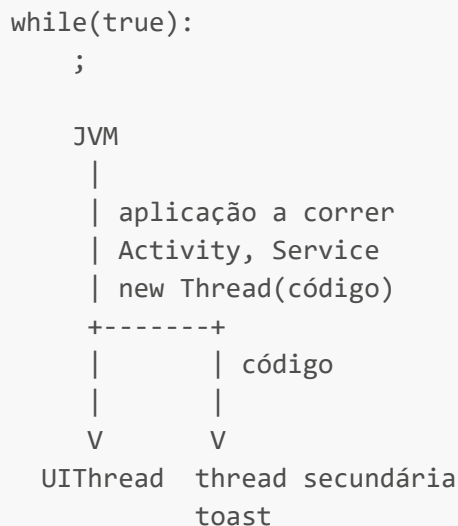 while(true):
    ;

    JVM
     |
     | aplicação a correr
     | Activity, Service
     | new Thread(código)
     +-------+
     |       | código
     |       |
     V       V
  UIThread  thread secundária
            toast